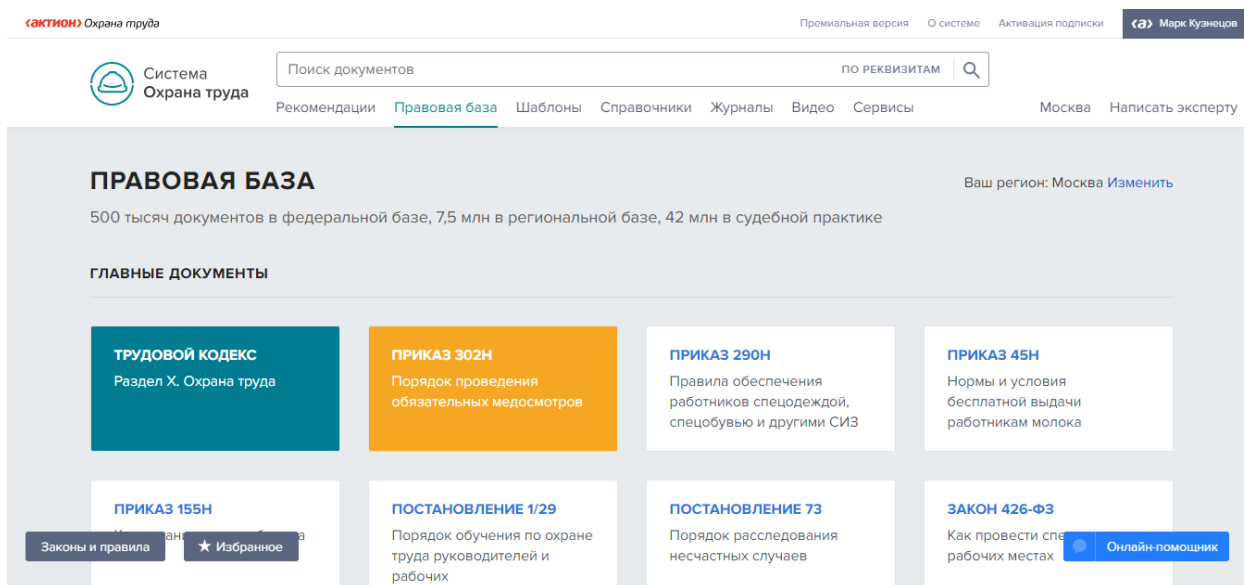 ‹актион› Охрана труда
Премиальная версия О системе Активация подписки ‹а› Марк Кузнецов
Система
Охрана труда
Поиск документов ПО РЕКВИЗИТАМ
Рекомендации Правовая база Шаблоны Справочники Журналы Видео Сервисы Москва Написать эксперту
ПРАВОВАЯ БАЗА
Ваш регион: Москва Изменить
500 тысяч документов в федеральной базе, 7,5 млн в региональной базе, 42 млн в судебной практике
ГЛАВНЫЕ ДОКУМЕНТЫ
ТРУДОВОЙ КОДЕКС
Раздел X. Охрана труда
ПРИКАЗ 302Н
Порядок проведения
обязательных медосмотров
ПРИКАЗ 290Н
Правила обеспечения
работников спецодеждой,
спецобувью и другими СИЗ
ПРИКАЗ 45Н
Нормы и условия
бесплатной выдачи
работникам молока
ПРИКАЗ 155Н
ПОСТАНОВЛЕНИЕ 1/29
Порядок обучения по охране
труда руководителей и
рабочих
ПОСТАНОВЛЕНИЕ 73
Порядок расследования
несчастных случаев
ЗАКОН 426-ФЗ
Как провести
рабочих местах
Законы и правила
Избранное
Онлайн-помощник